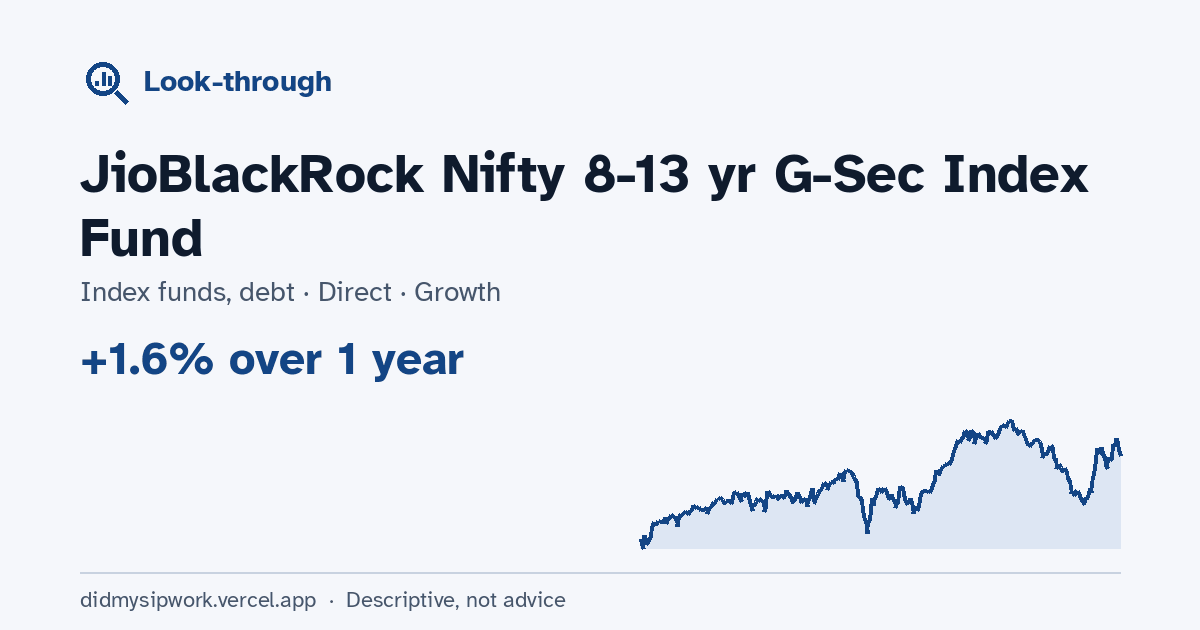 Look-through
JioBlackRock Nifty 8-13 yr G-Sec Index
Fund
Index funds, debt · Direct · Growth
+1.6% over 1 year
didmysipwork.vercel.app · Descriptive, not advice